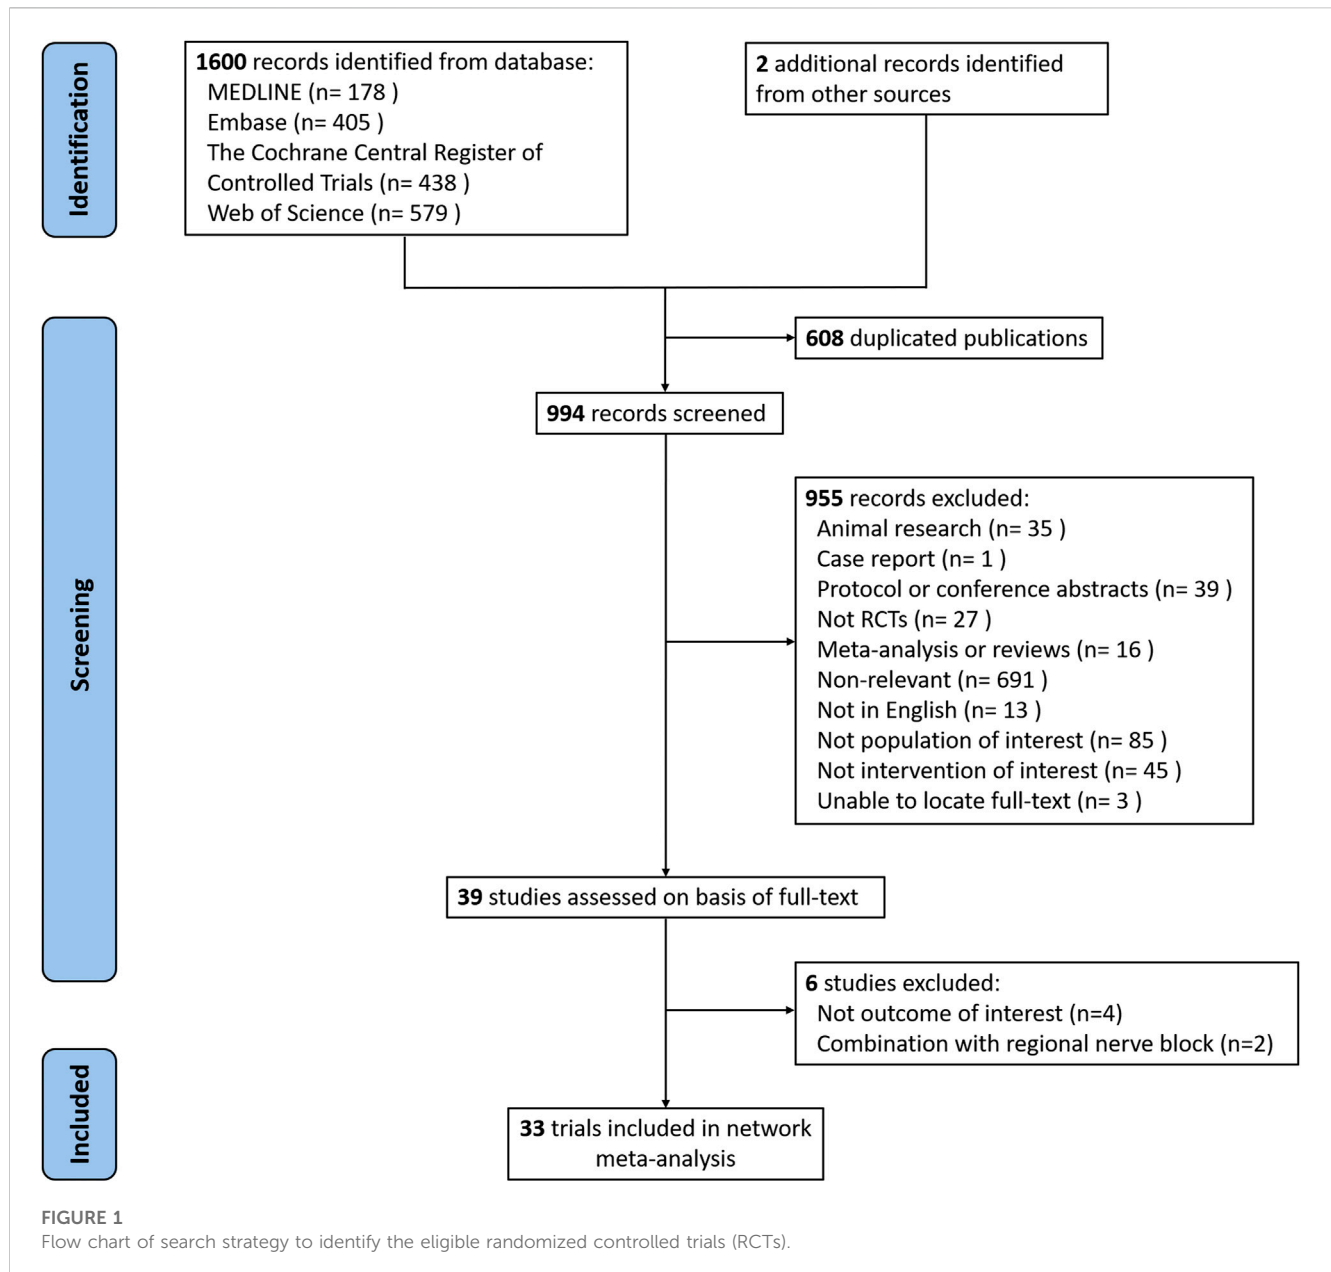 Identification
1600 records identified from database:
MEDLINE (n= 178 )
Embase (n= 405 )
The Cochrane Central Register of
Controlled Trials (n= 438 )
Web of Science (n= 579 )
2 additional records identified
from other sources
Screening
608 duplicated publications
994 records screened
955 records excluded:
Animal research (n= 35 )
Case report (n= 1 )
Protocol or conference abstracts (n= 39 )
Not RCTs (n= 27 )
Meta-analysis or reviews (n= 16 )
Non-relevant (n= 691 )
Not in English (n= 13 )
Not population of interest (n= 85 )
Not intervention of interest (n= 45 )
Unable to locate full-text (n= 3 )
39 studies assessed on basis of full-text
6 studies excluded:
Not outcome of interest (n=4)
Combination with regional nerve block (n=2)
Included
33 trials included in network
meta-analysis
FIGURE 1
Flow chart of search strategy to identify the eligible randomized controlled trials (RCTs).